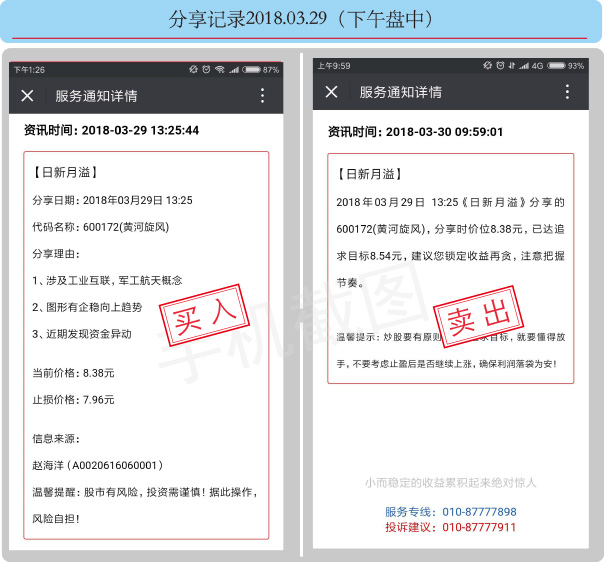 分享记录2018.03.29（下午盘中）
下午1:26
87%
服务通知详情
资讯时间: 2018-03-29 13:25:44
【日新月溢】
分享日期: 2018年03月29日 13:25
代码名称: 600172(黄河旋风)
分享理由:
1、涉及工业互联, 军工航天概念
2、图形有企稳向上趋势
3、近期发现资金异动
买入
当前价格: 8.38元
止损价格: 7.96元
信息来源:
赵海洋（A0020616060001）
温馨提醒: 股市有风险, 投资需谨慎! 据此操作,
风险自担!
上午9:59
4G
93%
服务通知详情
资讯时间: 2018-03-30 09:59:01
【日新月溢】
2018年03月29日 13:25《日新月溢》分享的
600172(黄河旋风), 分享时价位8.38元, 已达追
求目标8.54元, 建议您锁定收益再贪, 注意把握
节奏。
卖出
温馨提示: 炒股要有原则
求目标, 就要懂得放
手, 不要考虑止盈后是否继续上涨, 确保利润落袋为安!
小而稳定的收益累积起来绝对惊人
服务专线: 010-87777898
投诉建议: 010-87777911
手机截图